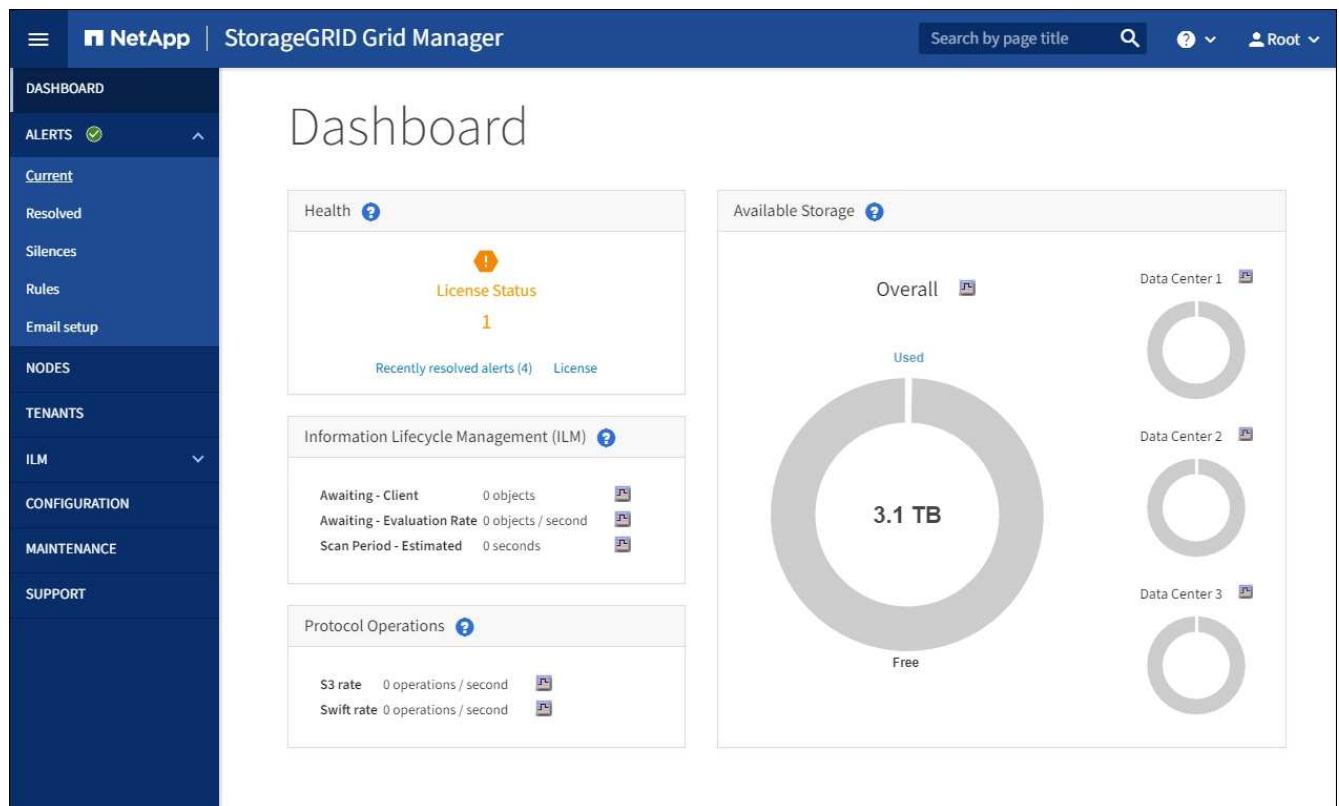 NetApp | StorageGRID Grid Manager
Search by page title
Root
DASHBOARD
ALERTS
Current
Resolved
Silences
Rules
Email setup
NODES
TENANTS
ILM
CONFIGURATION
MAINTENANCE
SUPPORT
Dashboard
Health
License Status
1
Recently resolved alerts (4) License
Information Lifecycle Management (ILM)
Awaiting - Client 0 objects
Awaiting - Evaluation Rate 0 objects / second
Scan Period - Estimated 0 seconds
Protocol Operations
S3 rate 0 operations / second
Swift rate 0 operations / second
Available Storage
Overall
Used
3.1 TB
Free
Data Center 1
Data Center 2
Data Center 3